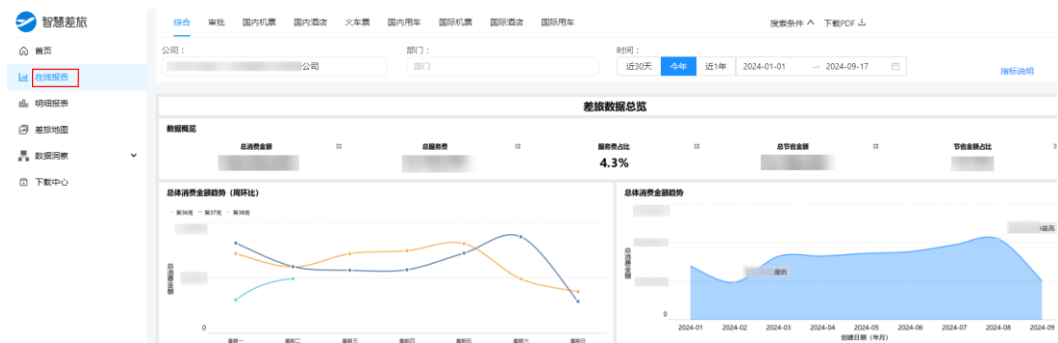 智慧差旅
综合 审批 国内机票 国内酒店 火车票 国内用车 国际机票 国际酒店 国际用车
搜索条件 下载PDF
首页
在线报告
明细报表
差旅地图
数据洞察
下载中心
公司：
公司
部门：
部门
时间：
近30天 今年 近1年 2024-01-01 → 2024-09-17
指标说明
差旅数据总览
数据概览
总消费金额 总服务费 服务费占比 总节省金额 节省金额占比
4.3%
总体消费金额趋势（周环比）
第36周 第37周 第38周
总消费金额
0
星期一 星期二 星期三 星期四 星期五 星期六 星期日
总体消费金额趋势
最高
最低
总消费金额
0
2024-01 2024-02 2024-03 2024-04 2024-05 2024-06 2024-07 2024-08 2024-09
创建日期（年月）